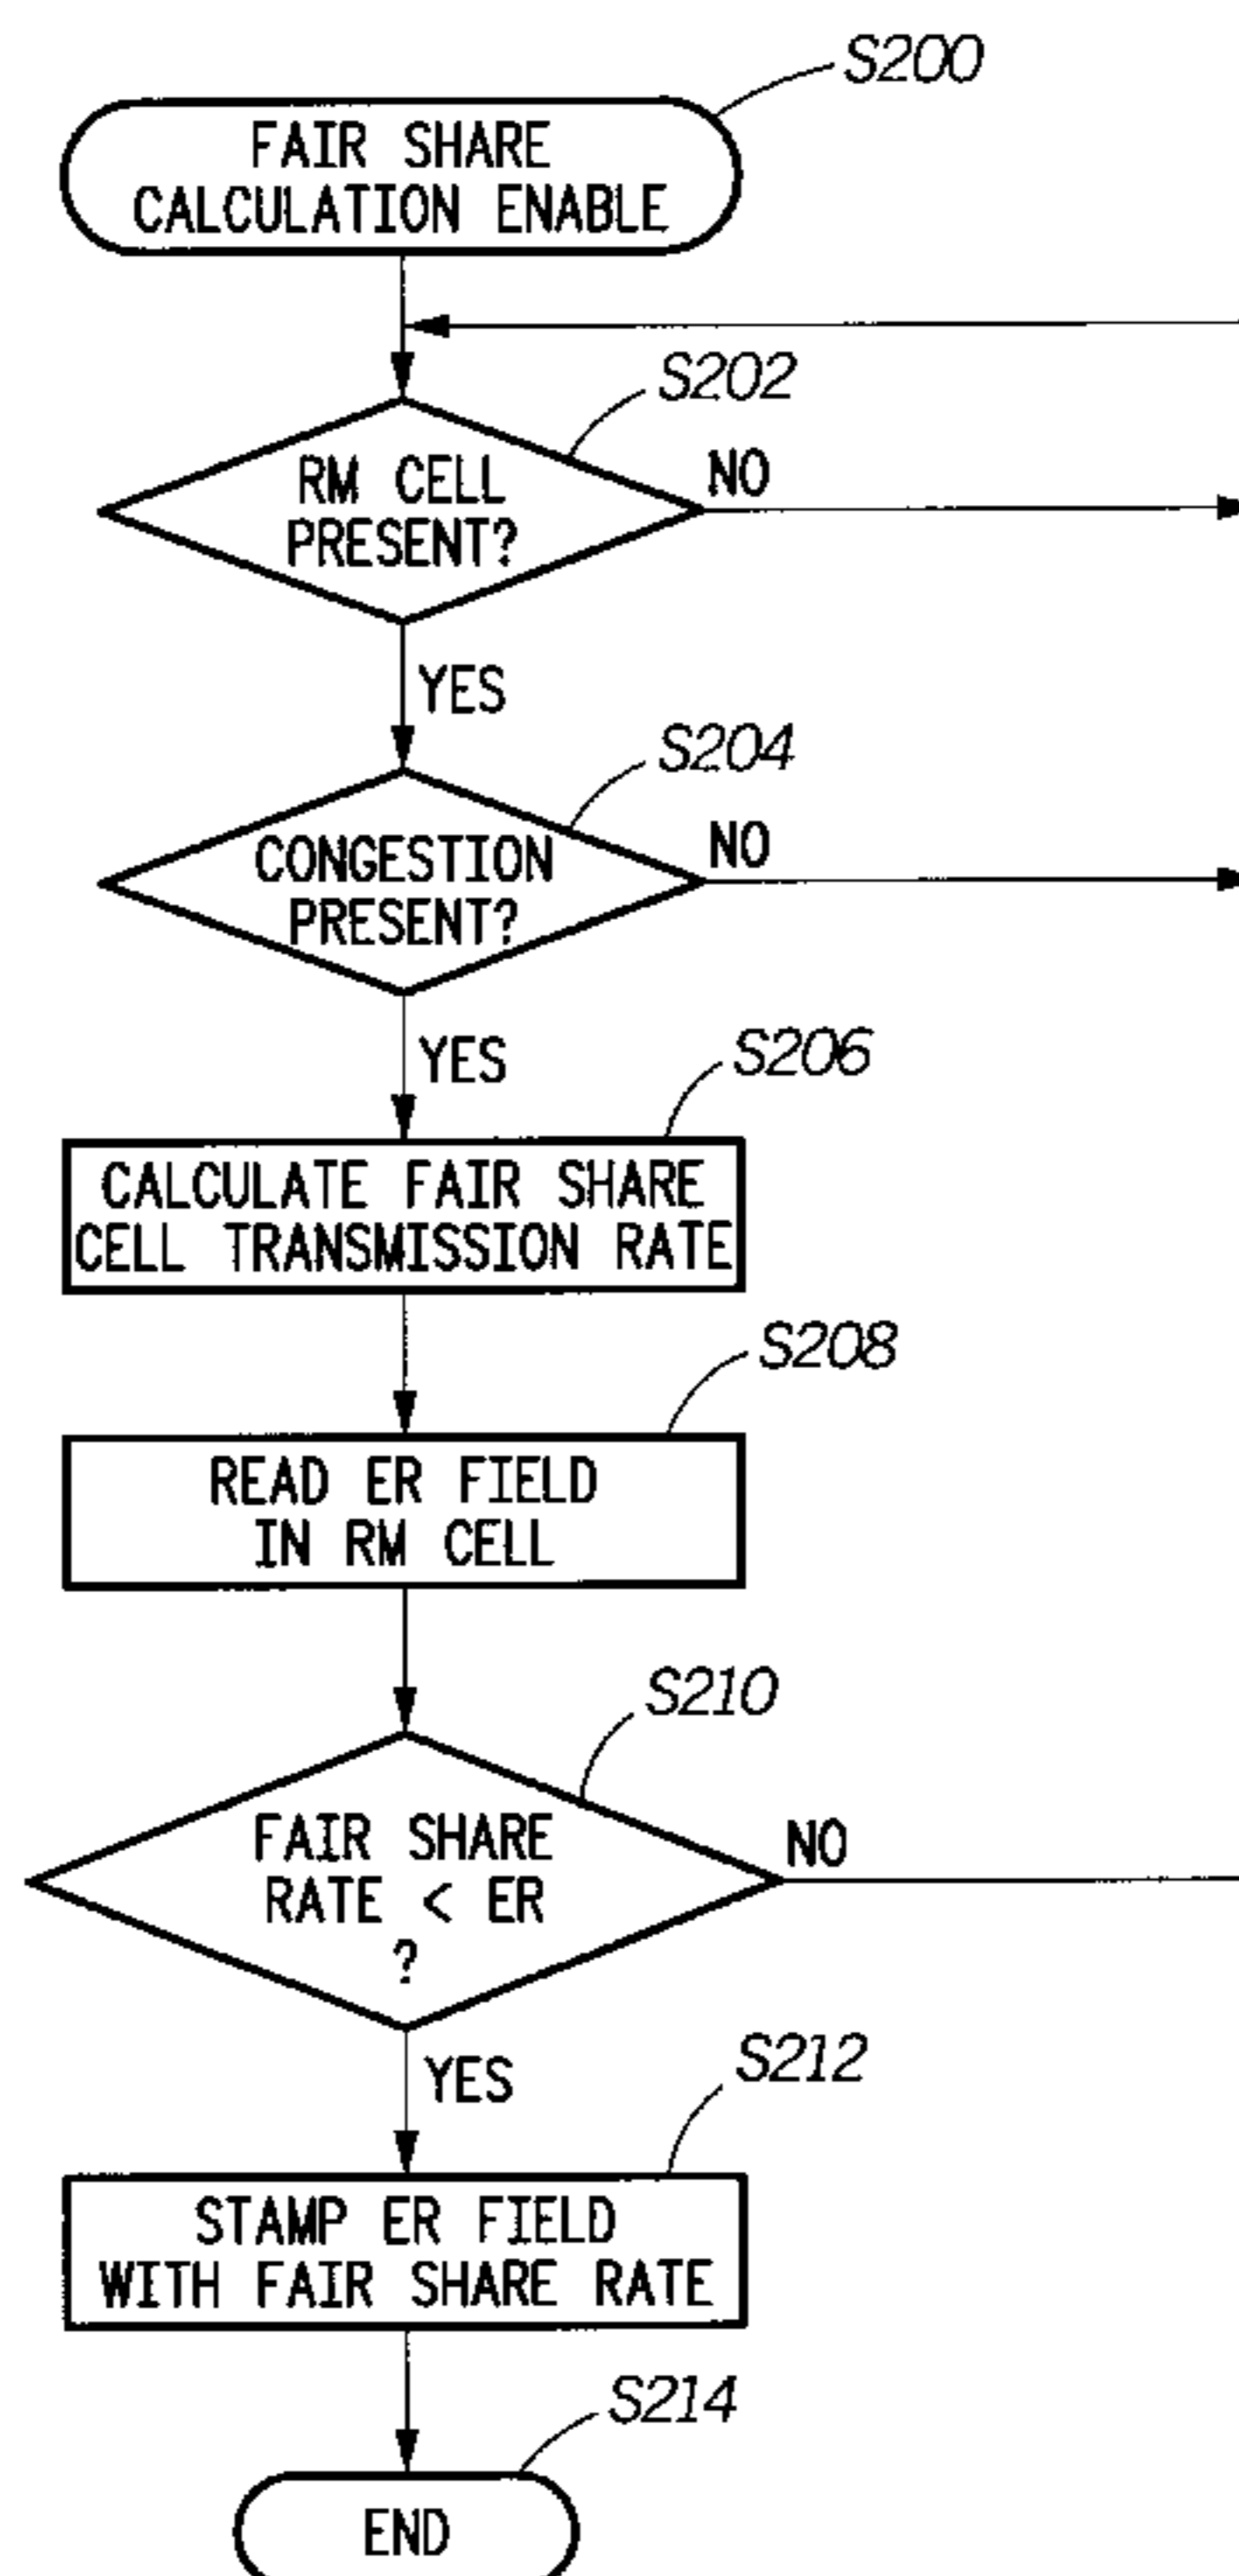 S200
FAIR SHARE
CALCULATION ENABLE
S202
RM CELL
PRESENT?
NO
YES
S204
CONGESTION
PRESENT?
NO
YES
S206
CALCULATE FAIR SHARE
CELL TRANSMISSION RATE
S208
READ ER FIELD
IN RM CELL
S210
FAIR SHARE
RATE < ER
?
NO
YES
S212
STAMP ER FIELD
WITH FAIR SHARE RATE
S214
END